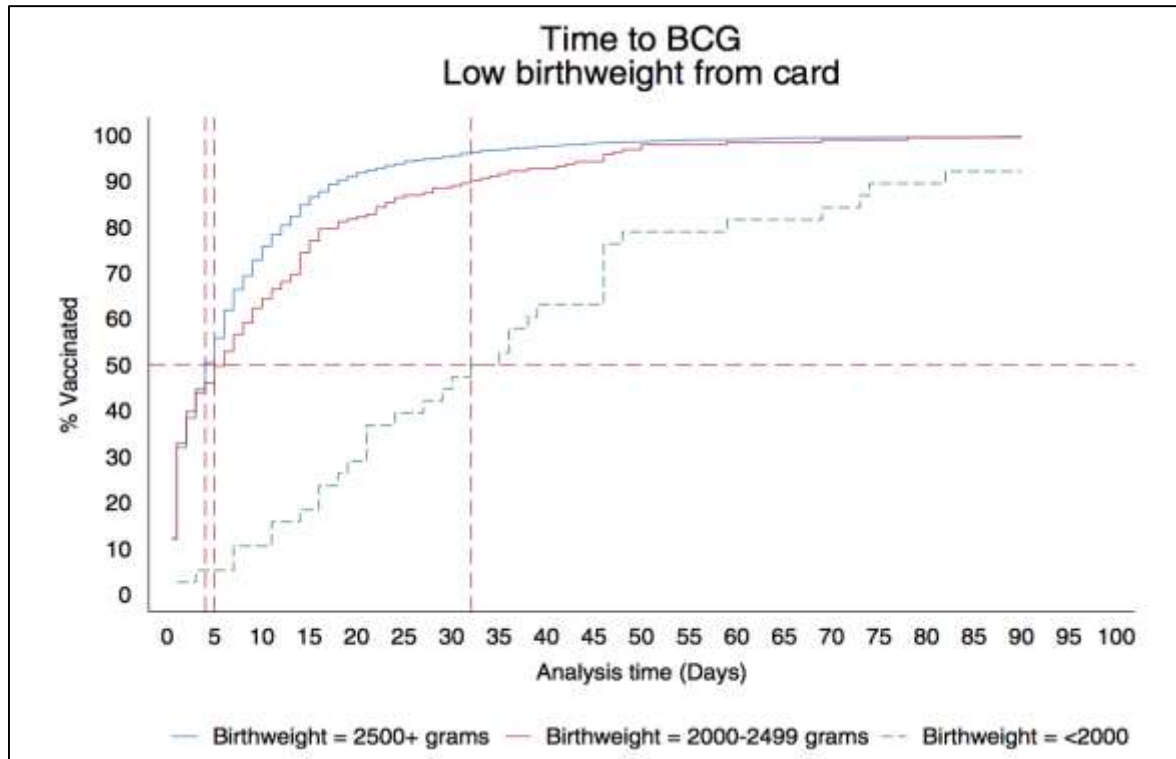 Time to BCG
Low birthweight from card
% Vaccinated
100
90
80
70
60
50
40
30
20
10
0
0 5 10 15 20 25 30 35 40 45 50 55 60 65 70 75 80 85 90 95 100
Analysis time (Days)
Birthweight = 2500+ grams Birthweight = 2000-2499 grams Birthweight = <2000